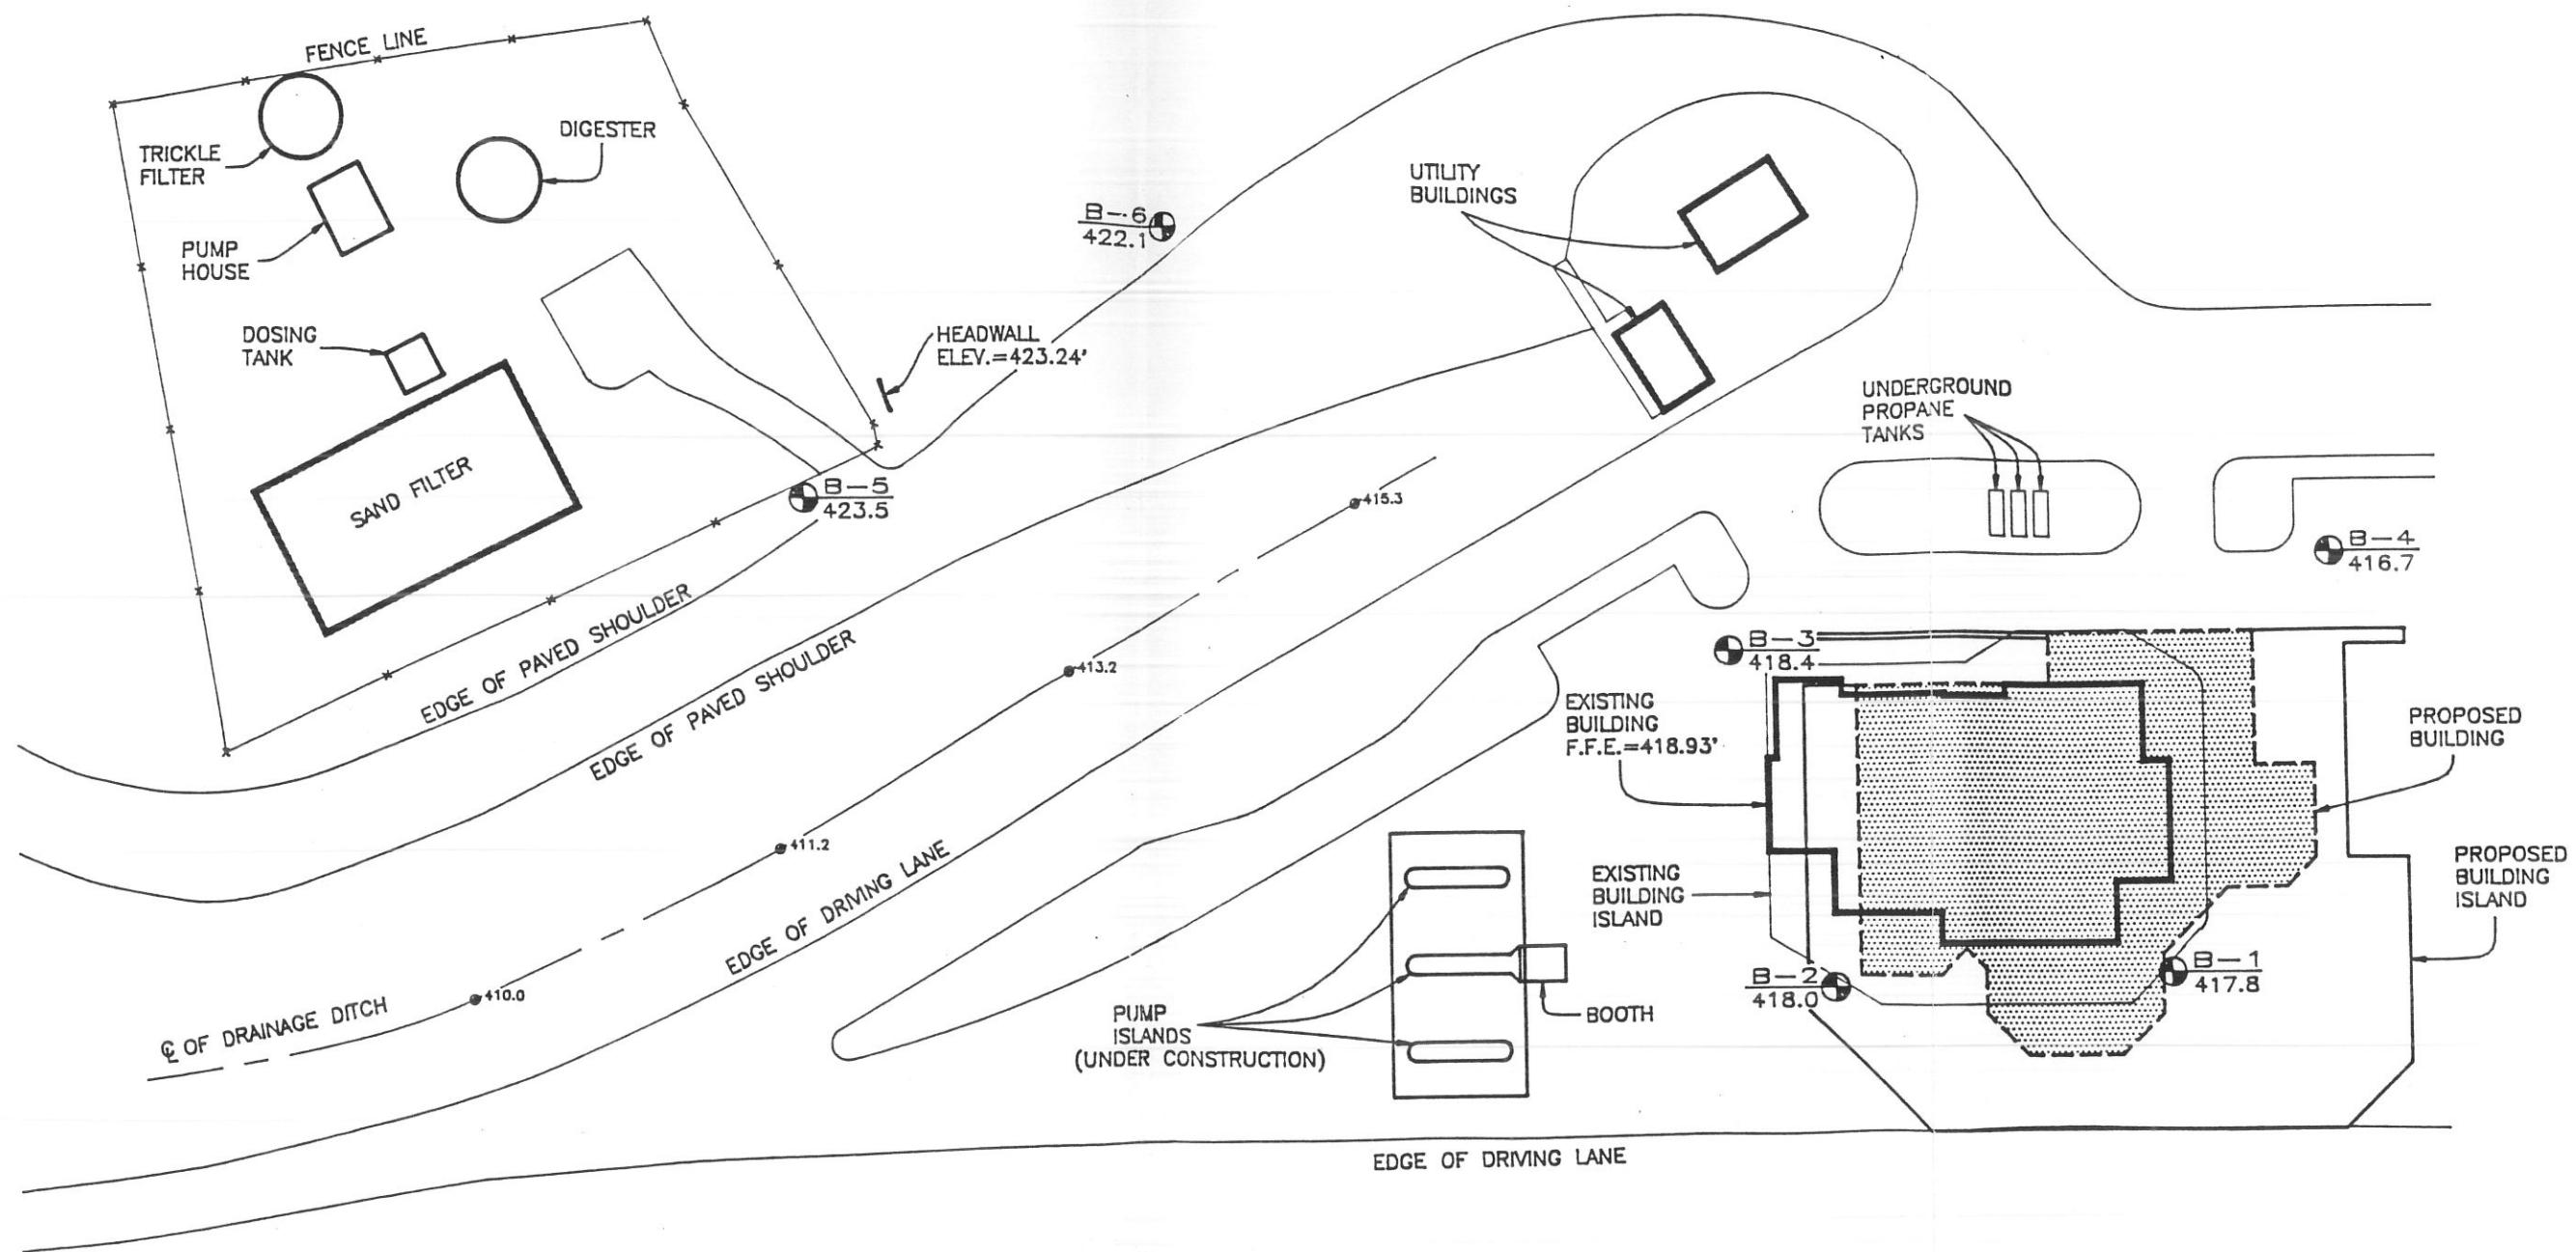 FENCE LINE
TRICKLE
FILTER
DIGESTER
PUMP
HOUSE
DOSING
TANK
SAND FILTER
HEADWALL
ELEV.=423.24'
B-6
422.1
UTILITY
BUILDINGS
UNDERGROUND
PROPANE
TANKS
B-5
423.5
415.3
B-4
416.7
EDGE OF PAVED SHOULDER
EDGE OF PAVED SHOULDER
413.2
B-3
418.4
EXISTING
BUILDING
F.F.E.=418.93'
PROPOSED
BUILDING
411.2
EDGE OF DRIVING LANE
EXISTING
BUILDING
ISLAND
PROPOSED
BUILDING
ISLAND
410.0
℄ OF DRAINAGE DITCH
B-2
418.0
B-1
417.8
PUMP
ISLANDS
(UNDER CONSTRUCTION)
BOOTH
EDGE OF DRIVING LANE